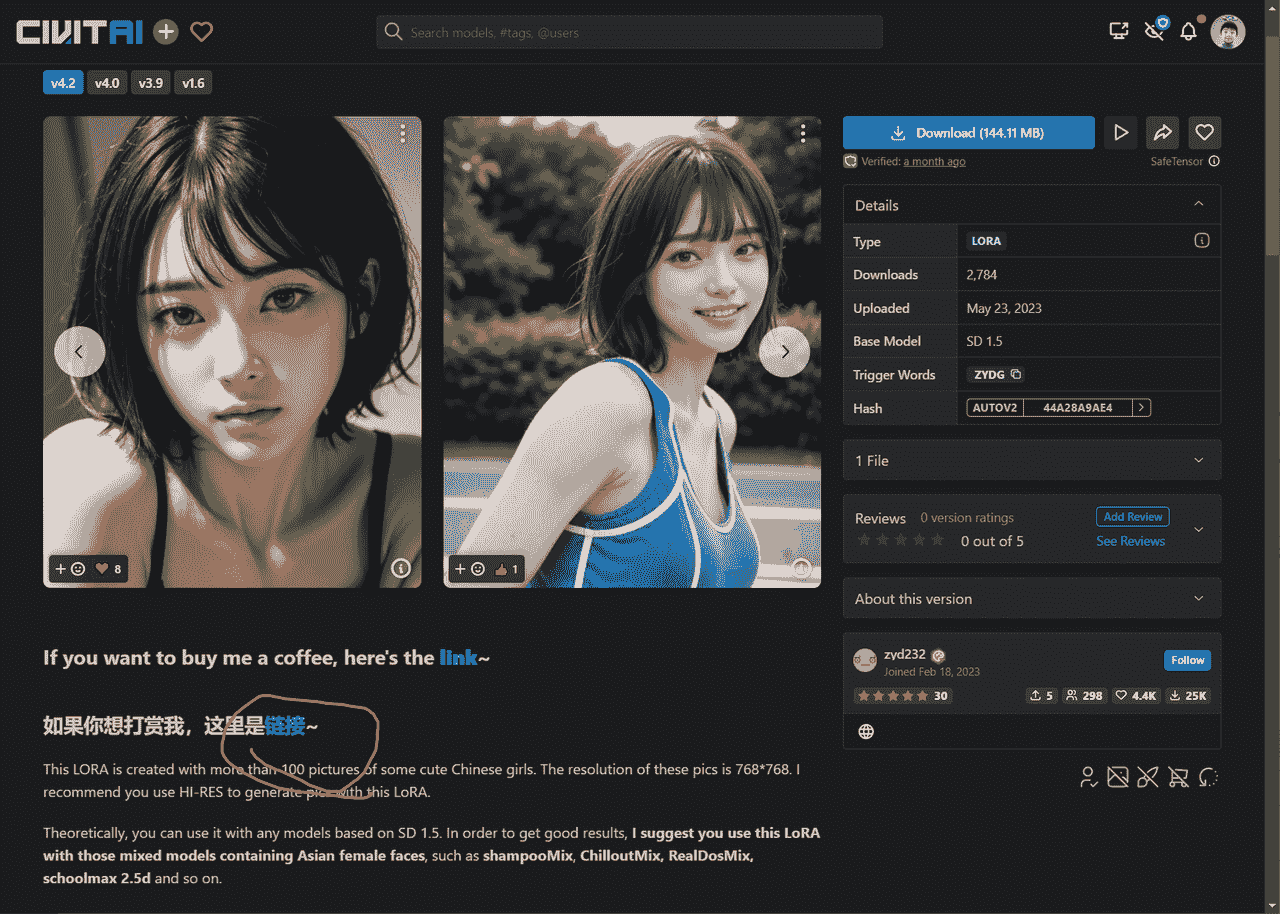 CIVITAI
Search models, #tags, @users
v4.2 v4.0 v3.9 v1.6
Download (144.11 MB)
Verified: a month ago
SafeTensor
Details
Type LORA
Downloads 2,784
Uploaded May 23, 2023
Base Model SD 1.5
Trigger Words ZYDG
Hash AUTOV2 44A28A9AE4
1 File
Reviews 0 version ratings Add Review
0 out of 5 See Reviews
About this version
zyd232 Follow
Joined Feb 18, 2023
30 5 298 4.4K 25K
8
1
If you want to buy me a coffee, here's the link~
如果你想打赏我，这里是链接~
This LORA is created with more than 100 pictures of some cute Chinese girls. The resolution of these pics is 768*768. I
recommend you use HI-RES to generate pics with this LoRA.
Theoretically, you can use it with any models based on SD 1.5. In order to get good results, I suggest you use this LoRA
with those mixed models containing Asian female faces, such as shampooMix, ChilloutMix, RealDosMix,
schoolmax 2.5d and so on.